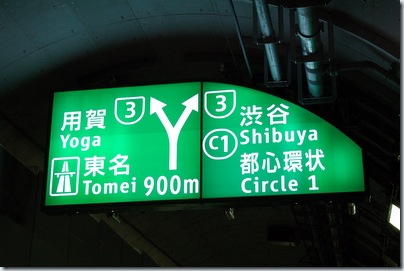 3
用賀
Yoga
東名
Tomei 900m
3
渋谷
Shibuya
C1
都心環状
Circle 1